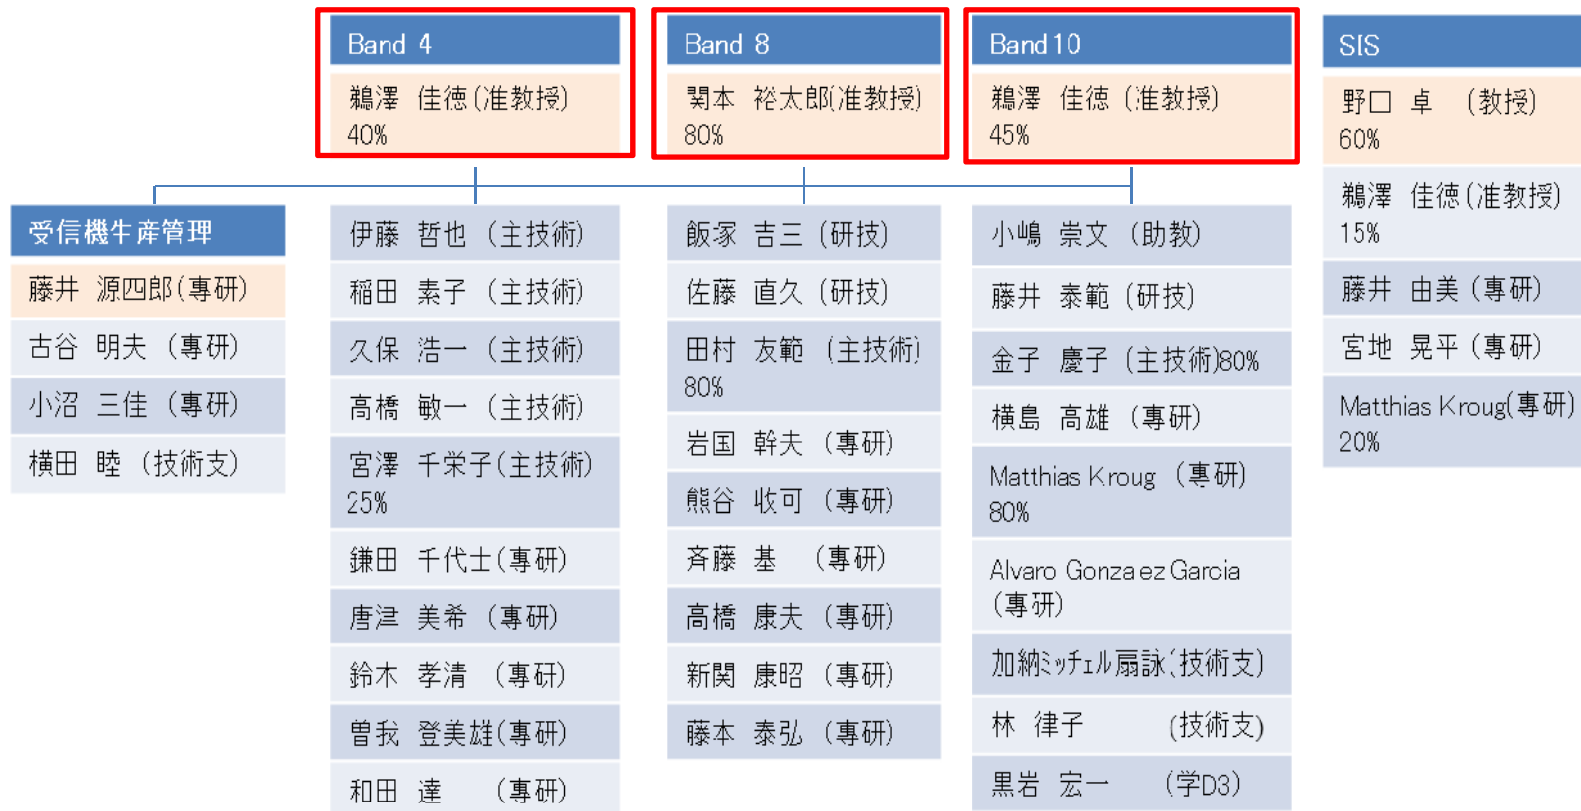 Band 4
鵜澤 佳徳(准教授)
40%
Band 8
関本 裕太郎(准教授)
80%
Band10
鵜澤 佳徳 (准教授)
45%
SIS
野口 卓 (教授)
60%
鵜澤 佳徳(准教授)
15%
藤井 由美(専研)
宮地 晃平(専研)
Matthias Kroug(専研)
20%
受信機生産管理
藤井 源四郎(専研)
古谷 明夫 (専研)
小沼 三佳 (専研)
横田 睦 (技術支)
伊藤 哲也 (主技術)
稲田 素子 (主技術)
久保 浩一 (主技術)
高橋 敏一 (主技術)
宮澤 千栄子(主技術)
25%
鎌田 千代士(専研)
唐津 美希 (専研)
鈴木 孝清 (専研)
曽我 登美雄(専研)
和田 達 (専研)
飯塚 吉三(研技)
佐藤 直久(研技)
田村 友範 (主技術)
80%
岩国 幹夫 (専研)
熊谷 收可 (専研)
斉藤 基 (専研)
高橋 康夫 (専研)
新関 康昭 (専研)
藤本 泰弘 (専研)
小嶋 崇文 (助教)
藤井 泰範(研技)
金子 慶子 (主技術)80%
横島 高雄 (専研)
Matthias Kroug (専研)
80%
Alvaro Gonza ez Garcia
(専研)
加納ミッチェル扇詠(技術支)
林 律子 (技術支)
黒岩 宏一 (学D3)